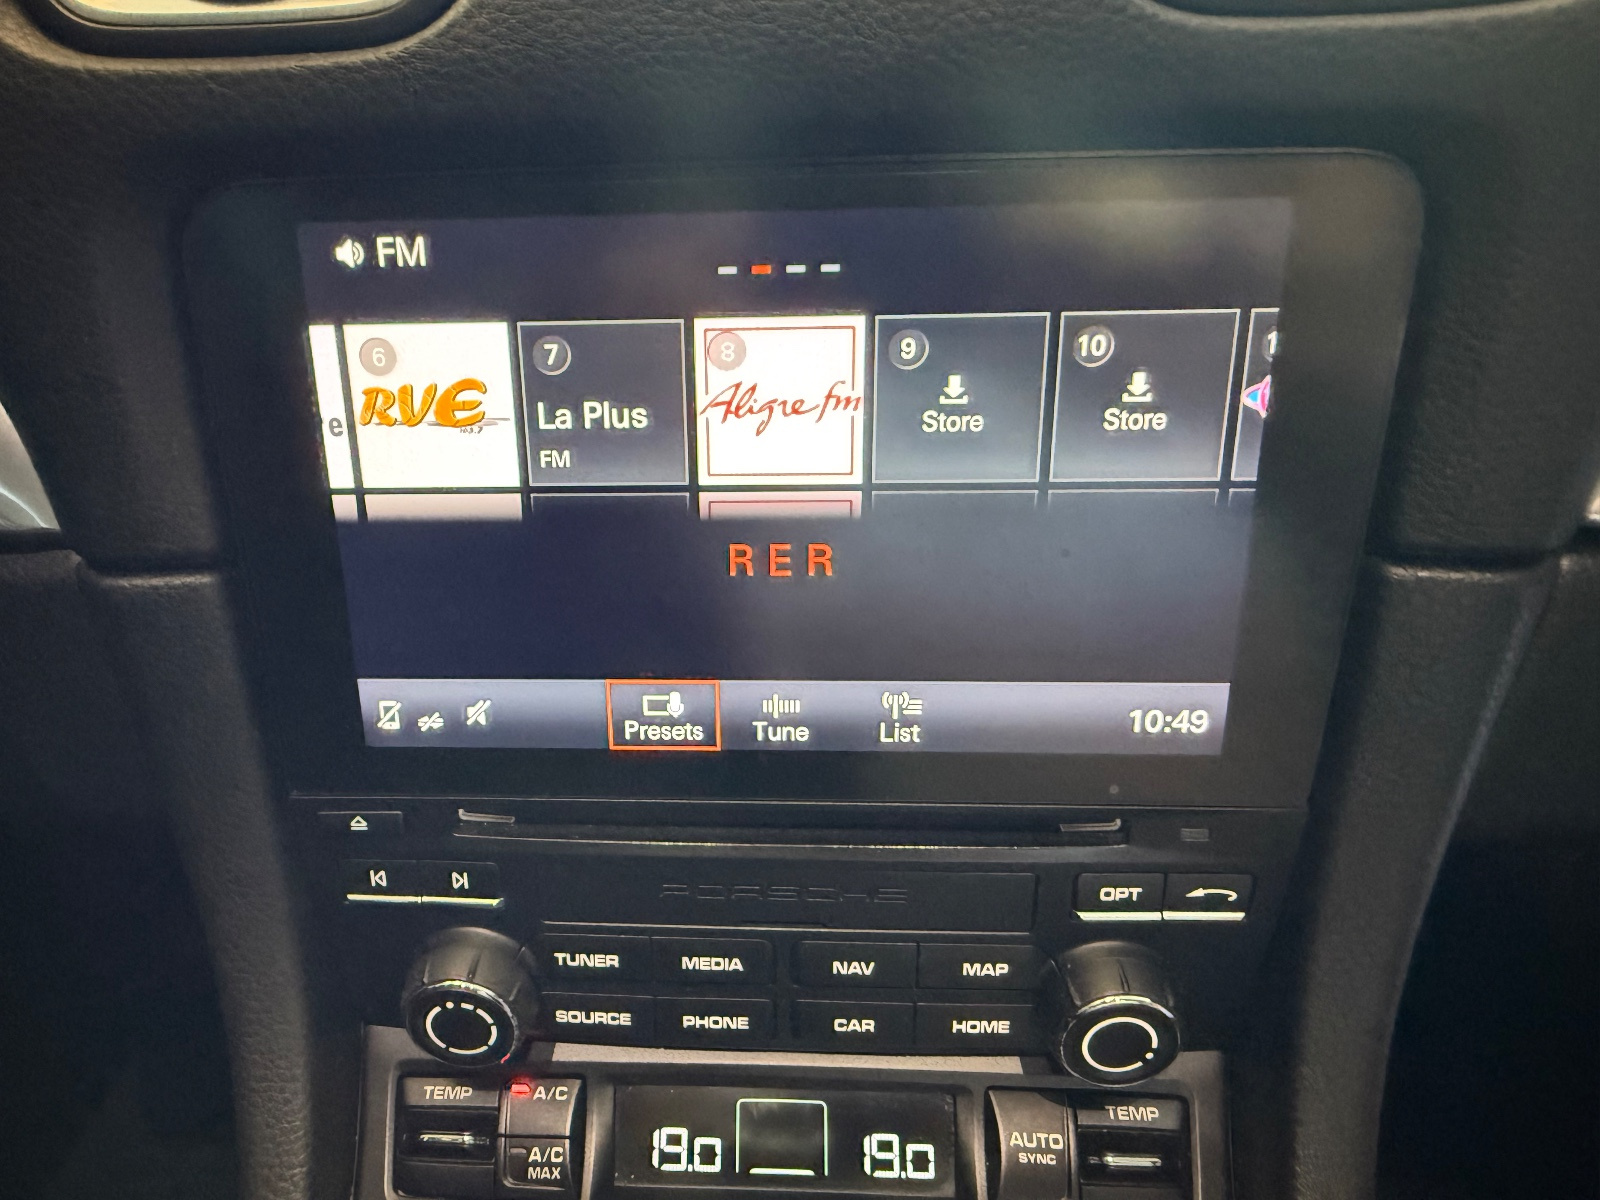 FM
6
RVE
103.7
7
La Plus
FM
8
Aligre fm
9
Store
10
Store
e
RER
Presets
Tune
List
10:49
PORSCHE
OPT
TUNER
MEDIA
NAV
MAP
SOURCE
PHONE
CAR
HOME
TEMP
A/C
A/C
MAX
19.0
19.0
AUTO
SYNC
TEMP